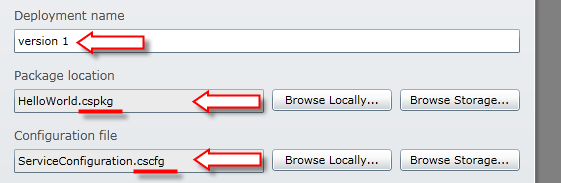 Deployment name
version 1
Package location
HelloWorld.cspkg Browse Locally... Browse Storage...
Configuration file
ServiceConfiguration.cscfg Browse Locally... Browse Storage...